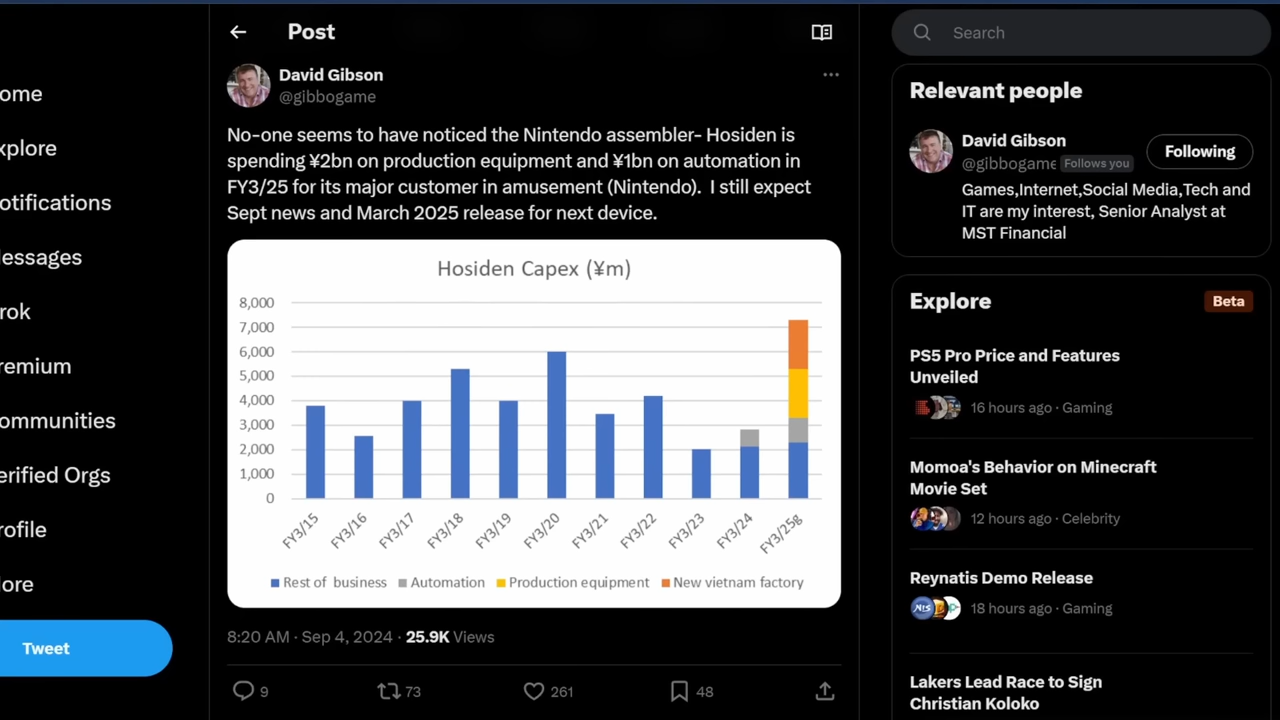 Post
Search
ome
xplore
otifications
essages
rok
remium
ommunities
erified Orgs
rofile
ore
Tweet
David Gibson
@gibbogame
No-one seems to have noticed the Nintendo assembler- Hosiden is
spending ¥2bn on production equipment and ¥1bn on automation in
FY3/25 for its major customer in amusement (Nintendo).  I still expect
Sept news and March 2025 release for next device.
Hosiden Capex (¥m)
8,000
7,000
6,000
5,000
4,000
3,000
2,000
1,000
0
FY3/15 FY3/16 FY3/17 FY3/18 FY3/19 FY3/20 FY3/21 FY3/22 FY3/23 FY3/24 FY3/25g
Rest of business Automation Production equipment New vietnam factory
8:20 AM · Sep 4, 2024 · 25.9K Views
9 73 261 48
Relevant people
David Gibson
@gibbogame Follows you
Following
Games,Internet,Social Media,Tech and
IT are my interest, Senior Analyst at
MST Financial
Explore Beta
PS5 Pro Price and Features
Unveiled
16 hours ago · Gaming
Momoa's Behavior on Minecraft
Movie Set
12 hours ago · Celebrity
Reynatis Demo Release
NIS
18 hours ago · Gaming
Lakers Lead Race to Sign
Christian Koloko